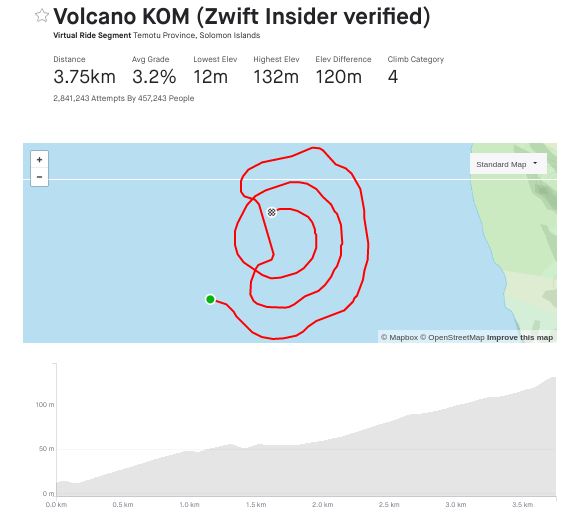 Volcano KOM (Zwift Insider verified)
Virtual Ride Segment Temotu Province, Solomon Islands
Distance Avg Grade Lowest Elev Highest Elev Elev Difference Climb Category
3.75km 3.2% 12m 132m 120m 4
2,841,243 Attempts By 457,243 People
+
Standard Map
−
© Mapbox © OpenStreetMap Improve this map
100 m
50 m
0 m
0.0 km 0.5 km 1.0 km 1.5 km 2.0 km 2.5 km 3.0 km 3.5 km